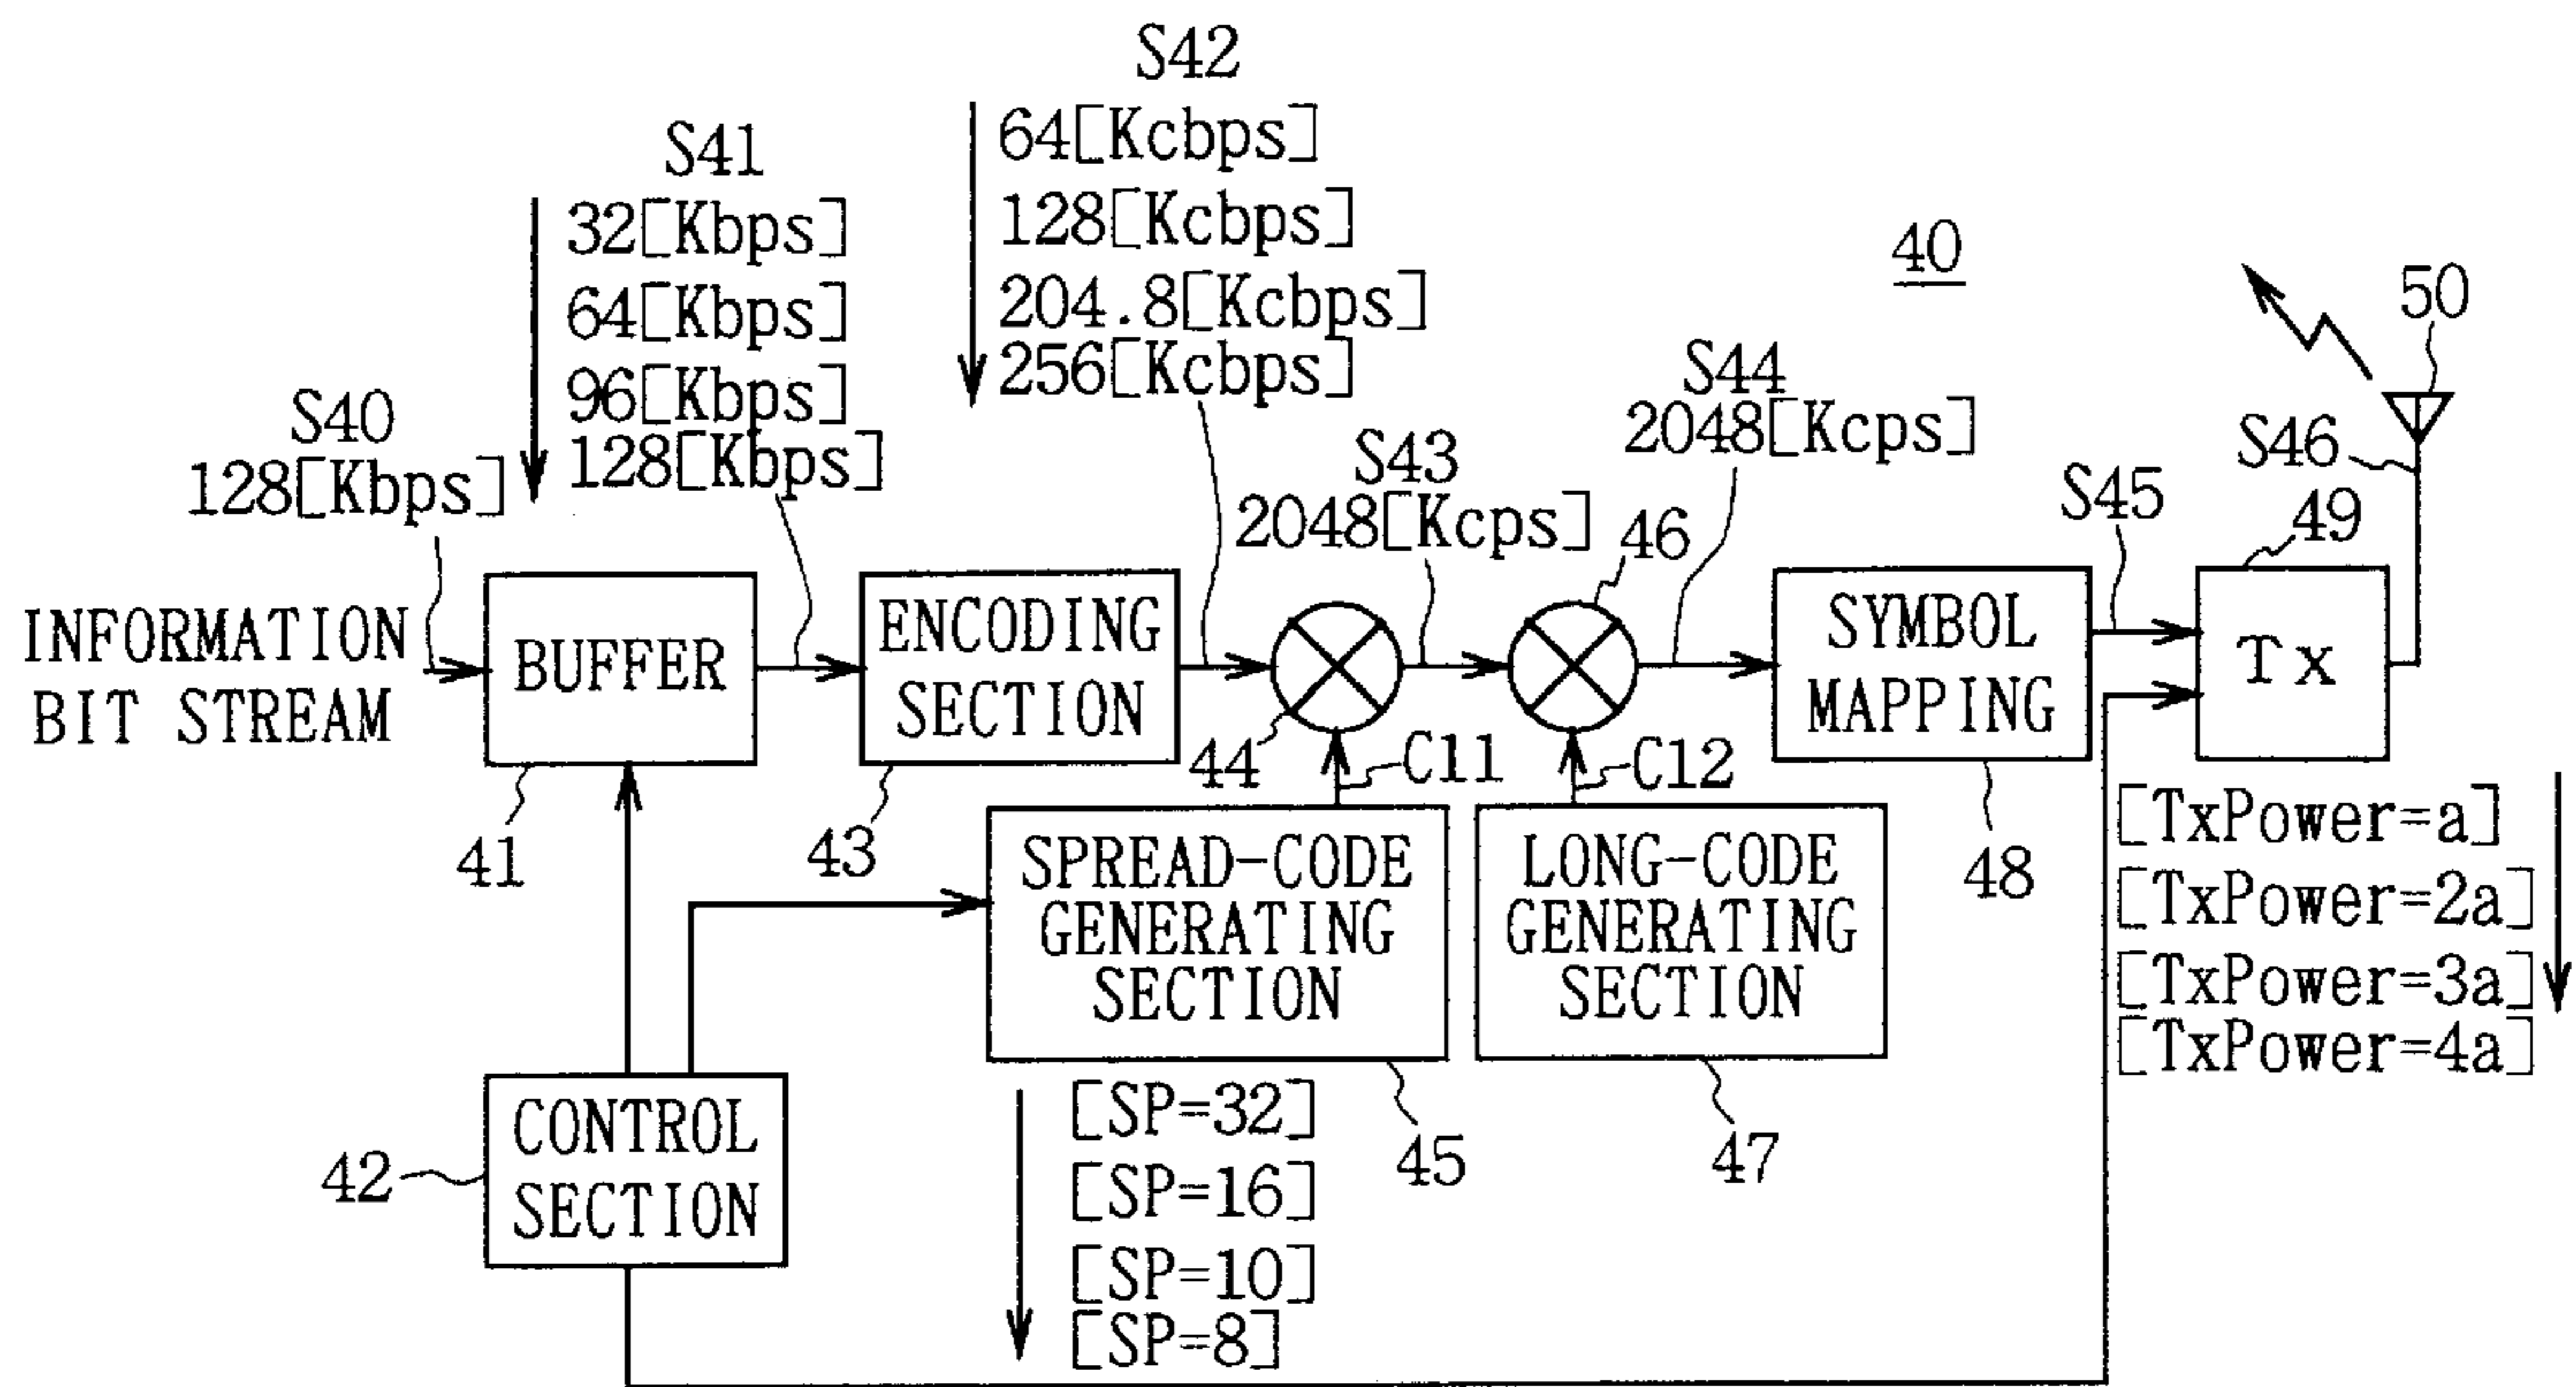 S42
64[Kcbps]
128[Kcbps]
204.8[Kcbps]
256[Kcbps]
S41
32[Kbps]
64[Kbps]
96[Kbps]
128[Kbps]
S40
128[Kbps]
40
50
S44
2048[Kcps]
S43
2048[Kcps]
46
S46
S45
49
INFORMATION
BIT STREAM
BUFFER
ENCODING
SECTION
SYMBOL
MAPPING
Tx
41
43
44
C11
C12
48
SPREAD-CODE
GENERATING
SECTION
LONG-CODE
GENERATING
SECTION
[TxPower=a]
[TxPower=2a]
[TxPower=3a]
[TxPower=4a]
CONTROL
SECTION
42
45
47
[SP=32]
[SP=16]
[SP=10]
[SP=8]